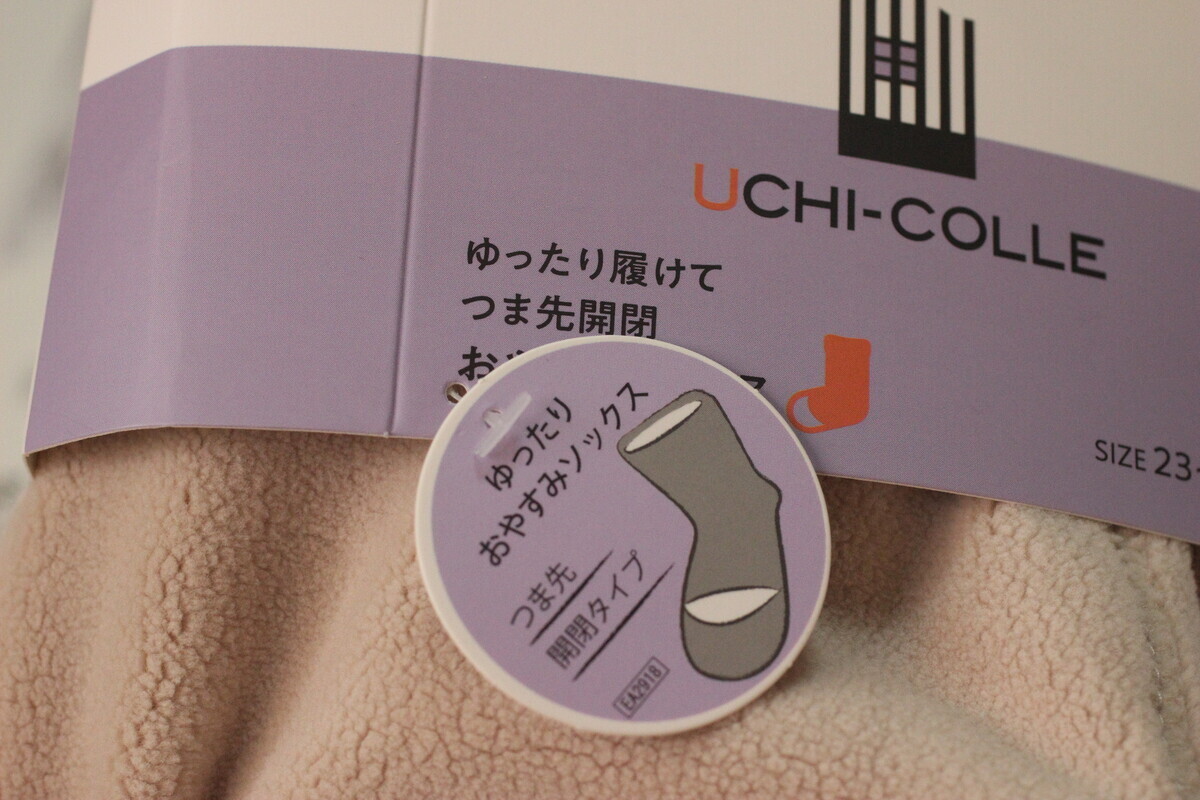 UCHI-COLLE
ゆったり履けて
つま先開閉
SIZE 23
ゆったり
おやすみソックス
つま先
開閉タイプ
EA2918